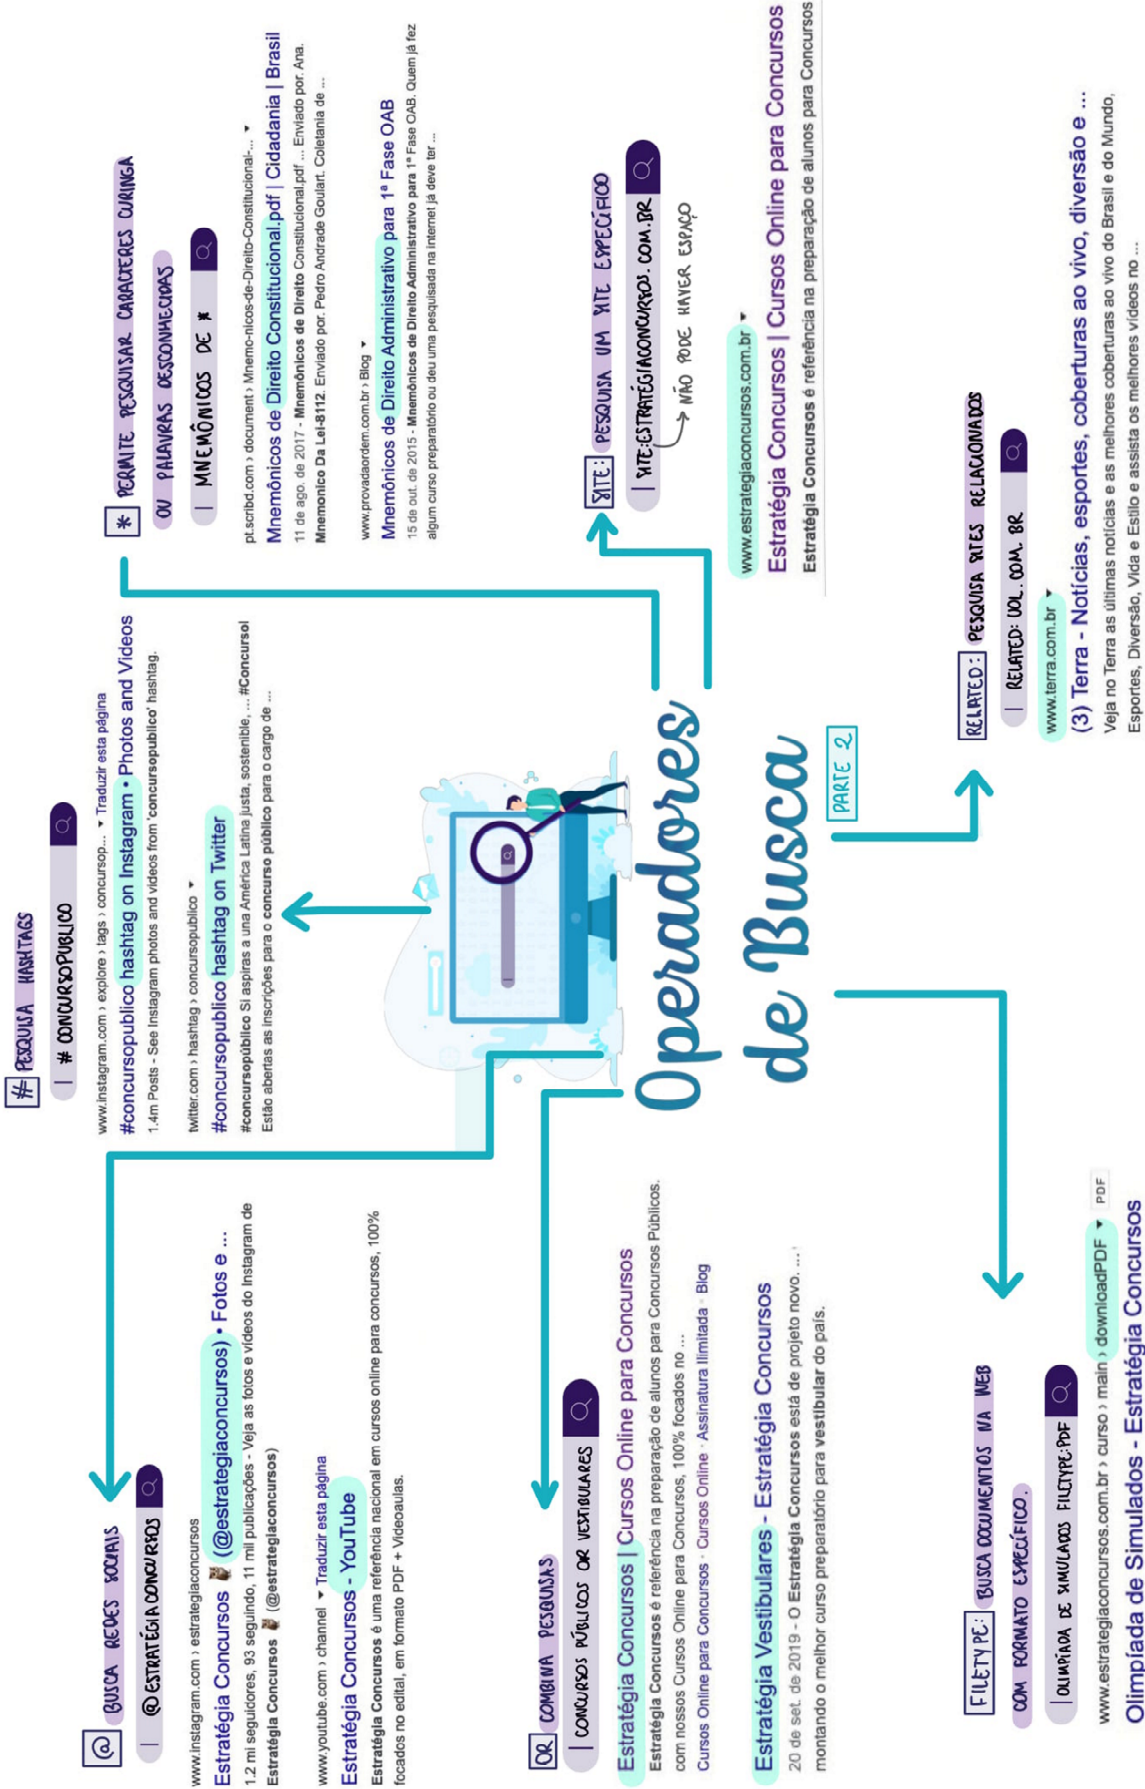 @ BUSCA REDES SOCIAIS
@ESTRATÉGIACONCURSOS
www.instagram.com › estrategiaconcursos
Estratégia Concursos 🦉 (@estrategiaconcursos) • Fotos e ...
1.2 mi seguidores, 93 seguindo, 11 mil publicações - Veja as fotos e vídeos do Instagram de
Estratégia Concursos 🦉 (@estrategiaconcursos)
www.youtube.com › channel ▾ Traduzir esta página
Estratégia Concursos - YouTube
Estratégia Concursos é uma referência nacional em cursos online para concursos, 100%
focados no edital, em formato PDF + Videoaulas.
# PESQUISA HASHTAGS
# CONCURSOPUBLICO
www.instagram.com › explore › tags › concursop... ▾ Traduzir esta página
#concursopublico hashtag on Instagram • Photos and Videos
1.4m Posts - See Instagram photos and videos from 'concursopublico' hashtag.
twitter.com › hashtag › concursopublico ▾
#concursopublico hashtag on Twitter
#concursopúblico Si aspiras a una América Latina justa, sostenible, ... #Concursol
Estão abertas as inscrições para o concurso público para o cargo de ...
* PERMITE PESQUISAR CARACTERES CURINGA
OU PALAVRAS DESCONHECIDAS
MNEMÔNICOS DE *
pt.scribd.com › document › Mnemo-nicos-de-Direito-Constitucional-... ▾
Mnemônicos de Direito Constitucional.pdf | Cidadania | Brasil
11 de ago. de 2017 - Mnemônicos de Direito Constitucional.pdf ... Enviado por. Ana.
Mnemonico Da Lei-8112. Enviado por. Pedro Andrade Goulart. Coletania de ...
www.provadaordem.com.br › Blog ▾
Mnemônicos de Direito Administrativo para 1ª Fase OAB
15 de out. de 2015 - Mnemônicos de Direito Administrativo para 1ª Fase OAB. Quem já fez
algum curso preparatório ou deu uma pesquisada na internet já deve ter ...
Operadores
de Busca
PARTE 2
OR COMBINA PESQUISAS
CONCURSOS PÚBLICOS OR VESTIBULARES
Estratégia Concursos | Cursos Online para Concursos
Estratégia Concursos é referência na preparação de alunos para Concursos Públicos.
com nossos Cursos Online para Concursos, 100% focados no ...
Cursos Online para Concursos · Cursos Online · Assinatura Ilimitada · Blog
Estratégia Vestibulares - Estratégia Concursos
20 de set. de 2019 - O Estratégia Concursos está de projeto novo. ...
montando o melhor curso preparatório para vestibular do país.
SITE: PESQUISA UM SITE ESPECÍFICO
SITE:ESTRATÉGIACONCURSOS.COM.BR
NÃO PODE HAVER ESPAÇO
www.estrategiaconcursos.com.br ▾
Estratégia Concursos | Cursos Online para Concursos
Estratégia Concursos é referência na preparação de alunos para Concursos
FILETYPE: BUSCA DOCUMENTOS NA WEB
COM FORMATO ESPECÍFICO.
OLIMPÍADA DE SIMULADOS FILETYPE:PDF
www.estrategiaconcursos.com.br › curso › main › downloadPDF ▾ PDF
Olimpíada de Simulados - Estratégia Concursos
RELATED: PESQUISA SITES RELACIONADOS
RELATED: UOL.COM.BR
www.terra.com.br ▾
(3) Terra - Notícias, esportes, coberturas ao vivo, diversão e ...
Veja no Terra as últimas notícias e as melhores coberturas ao vivo do Brasil e do Mundo,
Esportes, Diversão, Vida e Estilo e assista os melhores vídeos no ...